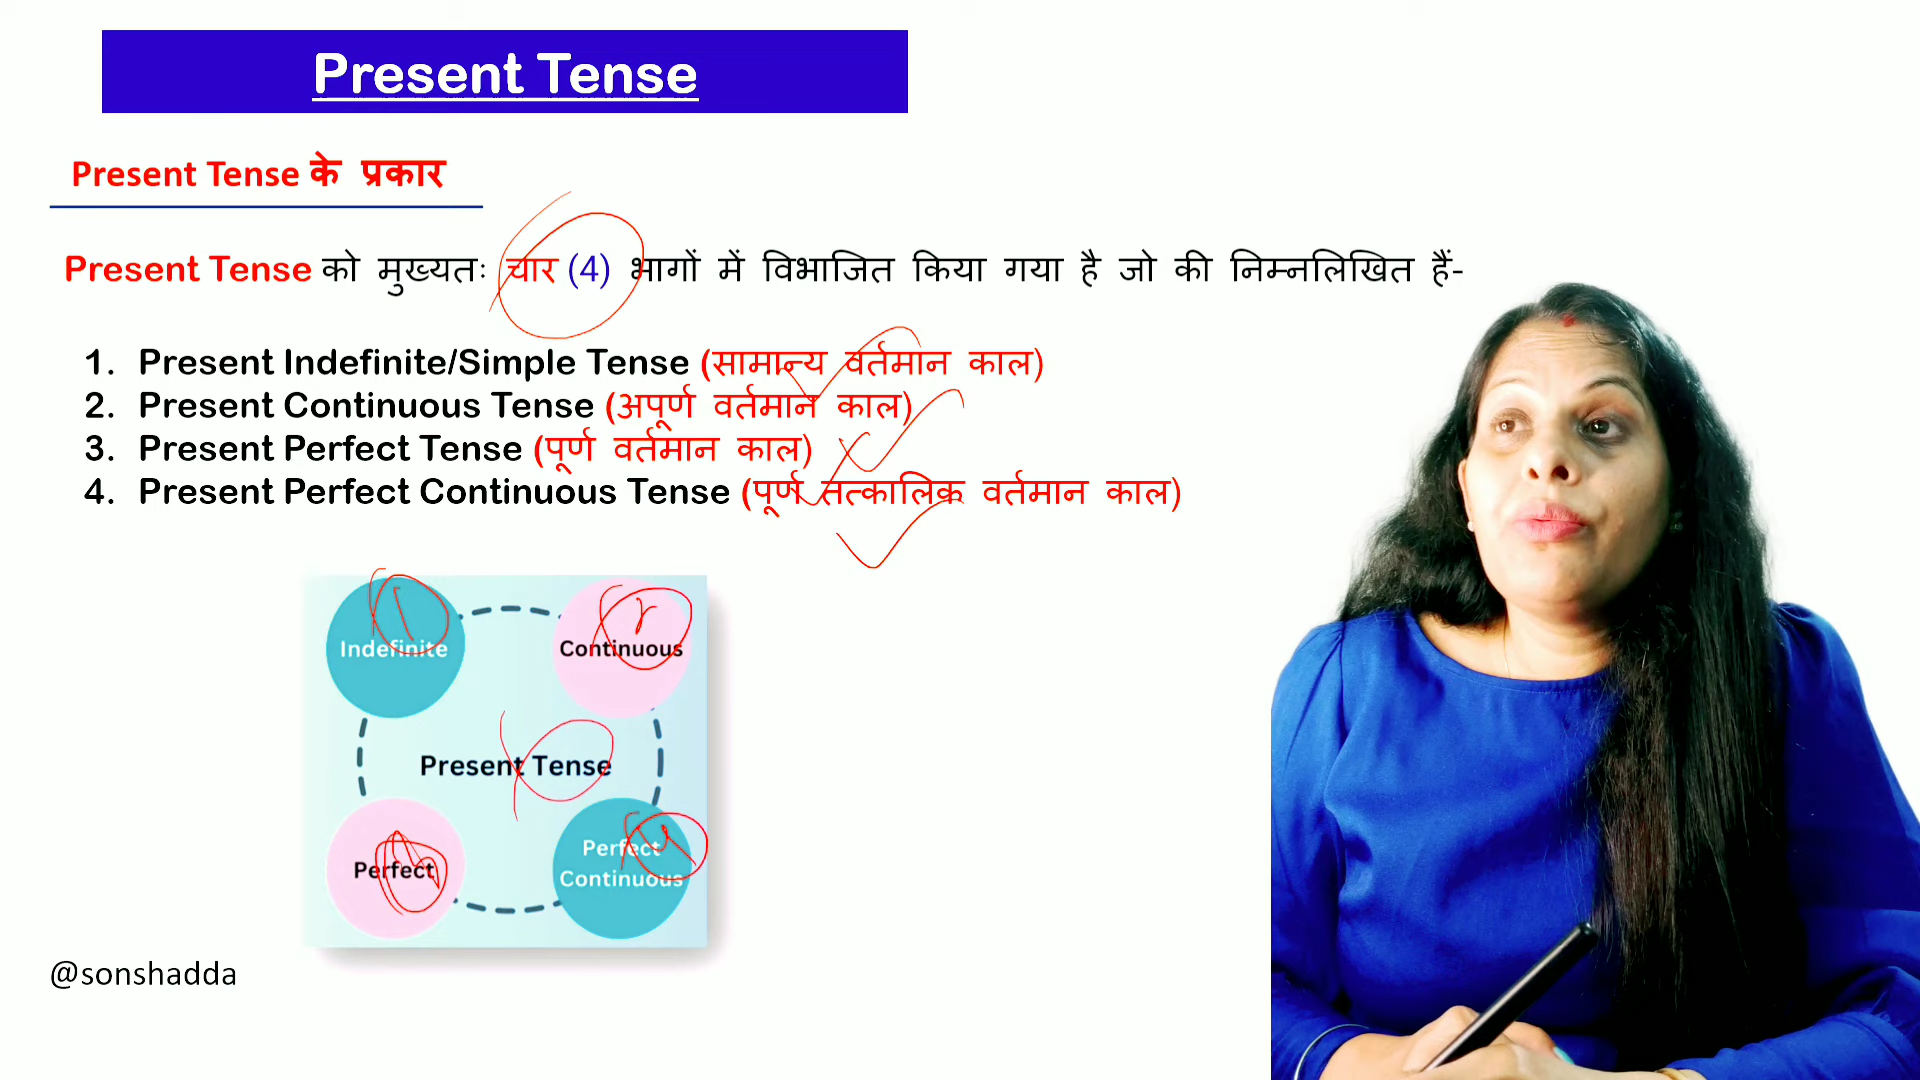 Present Tense
Present Tense के प्रकार
Present Tense को मुख्यतः चार (4) भागों में विभाजित किया गया है जो की निम्नलिखित हैं-
1. Present Indefinite/Simple Tense (सामान्य वर्तमान काल)
2. Present Continuous Tense (अपूर्ण वर्तमान काल)
3. Present Perfect Tense (पूर्ण वर्तमान काल)
4. Present Perfect Continuous Tense (पूर्ण तत्कालिक वर्तमान काल)
Indefinite
Continuous
Present Tense
Perfect
Perfect
Continuous
@sonshadda